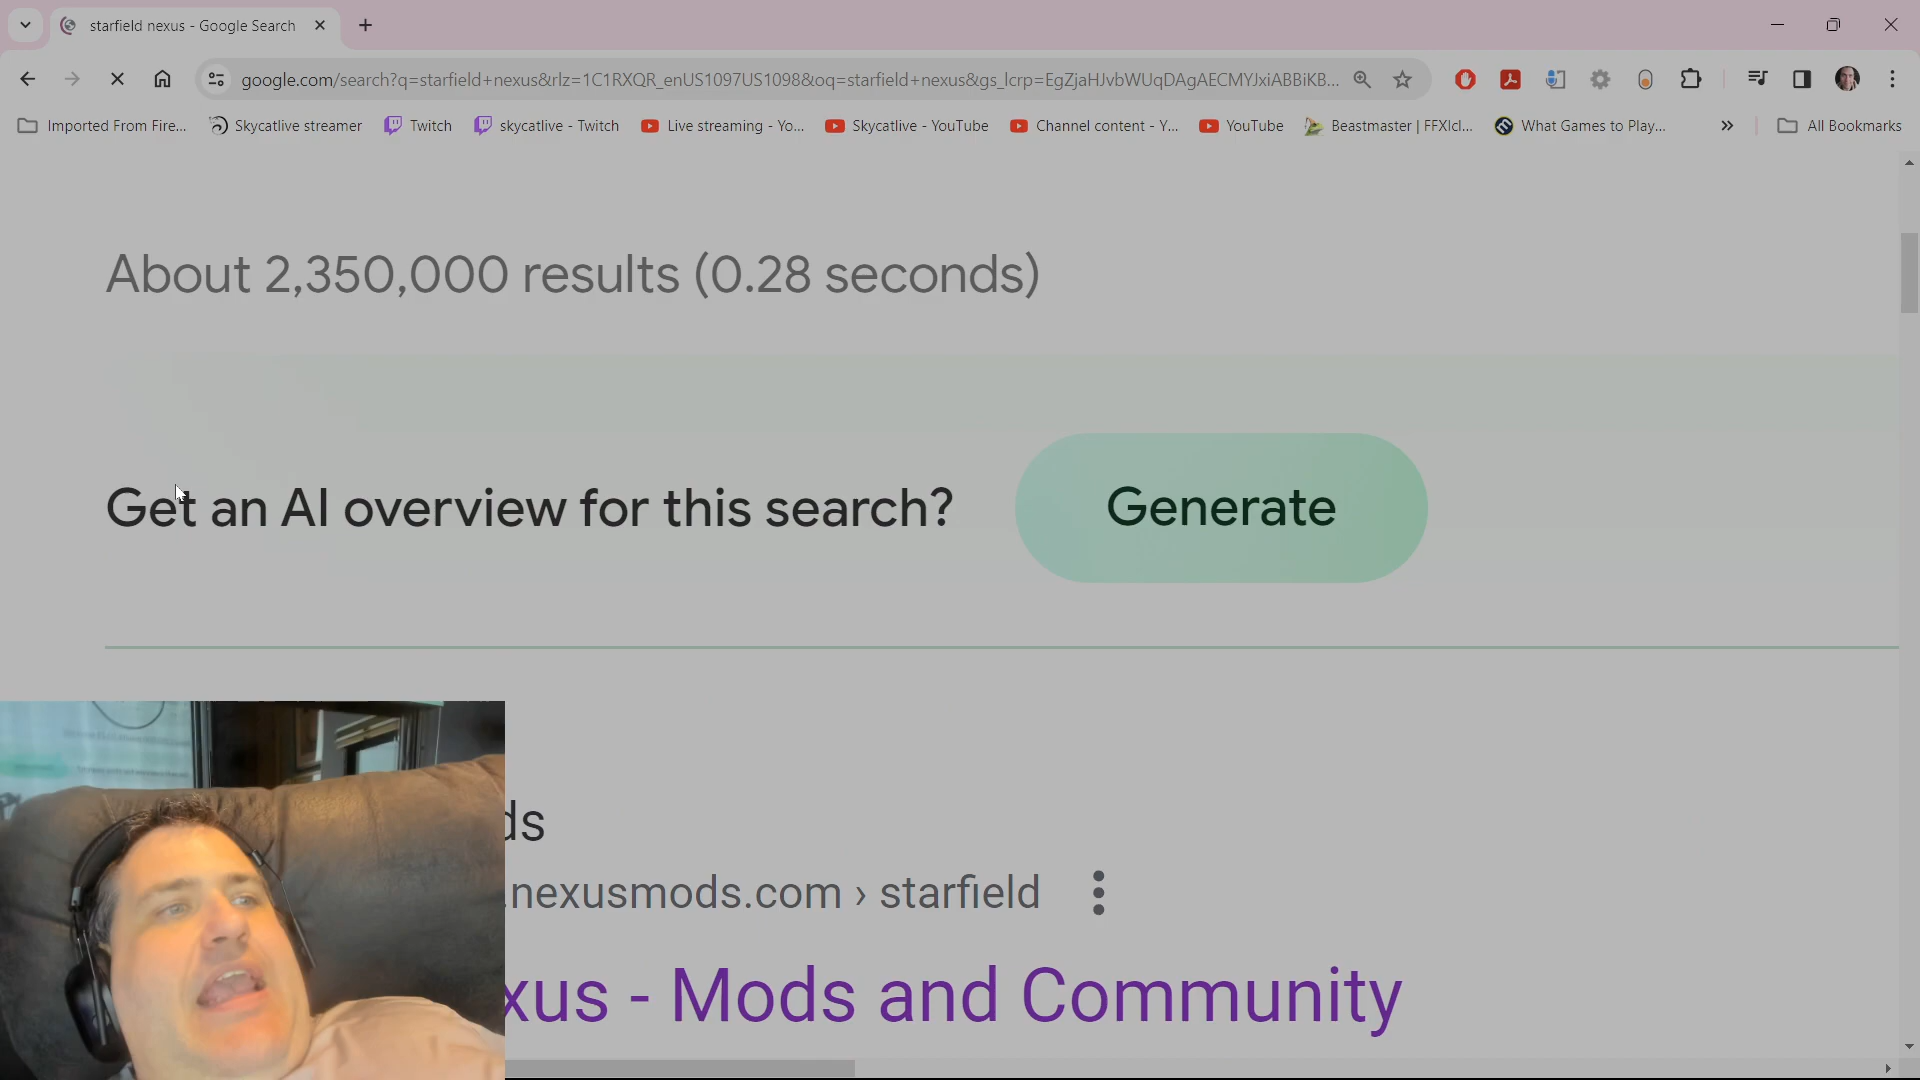 starfield nexus - Google Search
google.com/search?q=starfield+nexus&rlz=1C1RXQR_enUS1097US1098&oq=starfield+nexus&gs_lcrp=EgZjaHJvbWUqDAgAECMYJxiABBiKB...
Imported From Fire... Skycatlive streamer Twitch skycatlive - Twitch Live streaming - Yo... Skycatlive - YouTube Channel content - Y... YouTube Beastmaster | FFXIcl... What Games to Play... » All Bookmarks
About 2,350,000 results (0.28 seconds)
Get an AI overview for this search? Generate
ds
.nexusmods.com › starfield
xus - Mods and Community